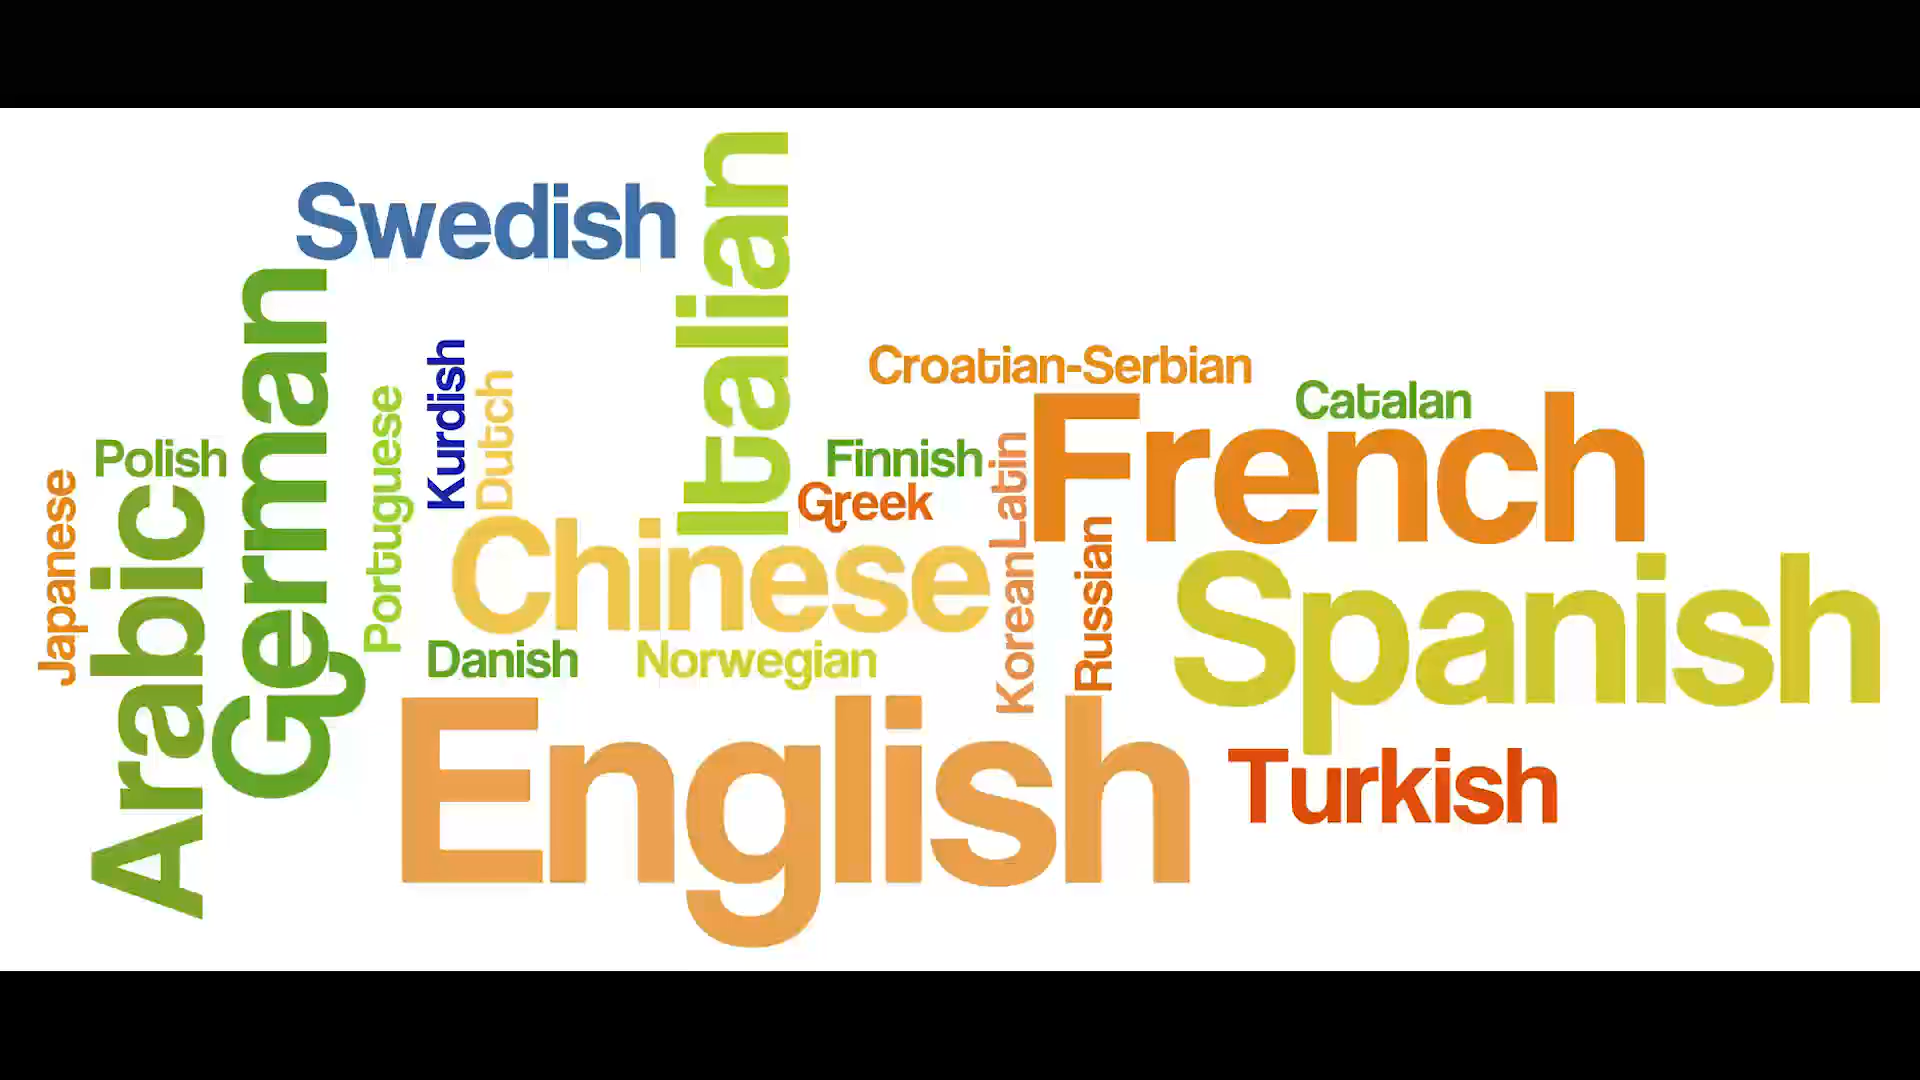 Swedish
Italian
German
Kurdish
Croatian-Serbian
Dutch
Catalan
Portuguese
French
Polish
Finnish
Latin
Greek
Japanese
Arabic
Chinese
Korean
Russian
Spanish
Danish
Norwegian
English
Turkish